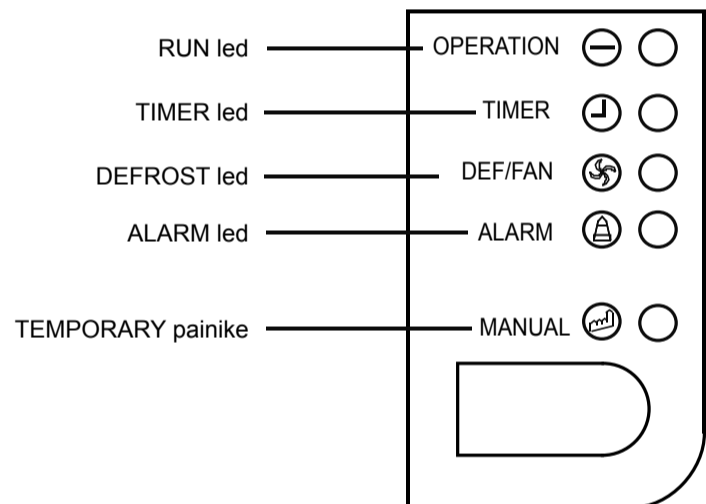 RUN led OPERATION
TIMER led TIMER
DEFROST led DEF/FAN
ALARM led ALARM
TEMPORARY painike MANUAL